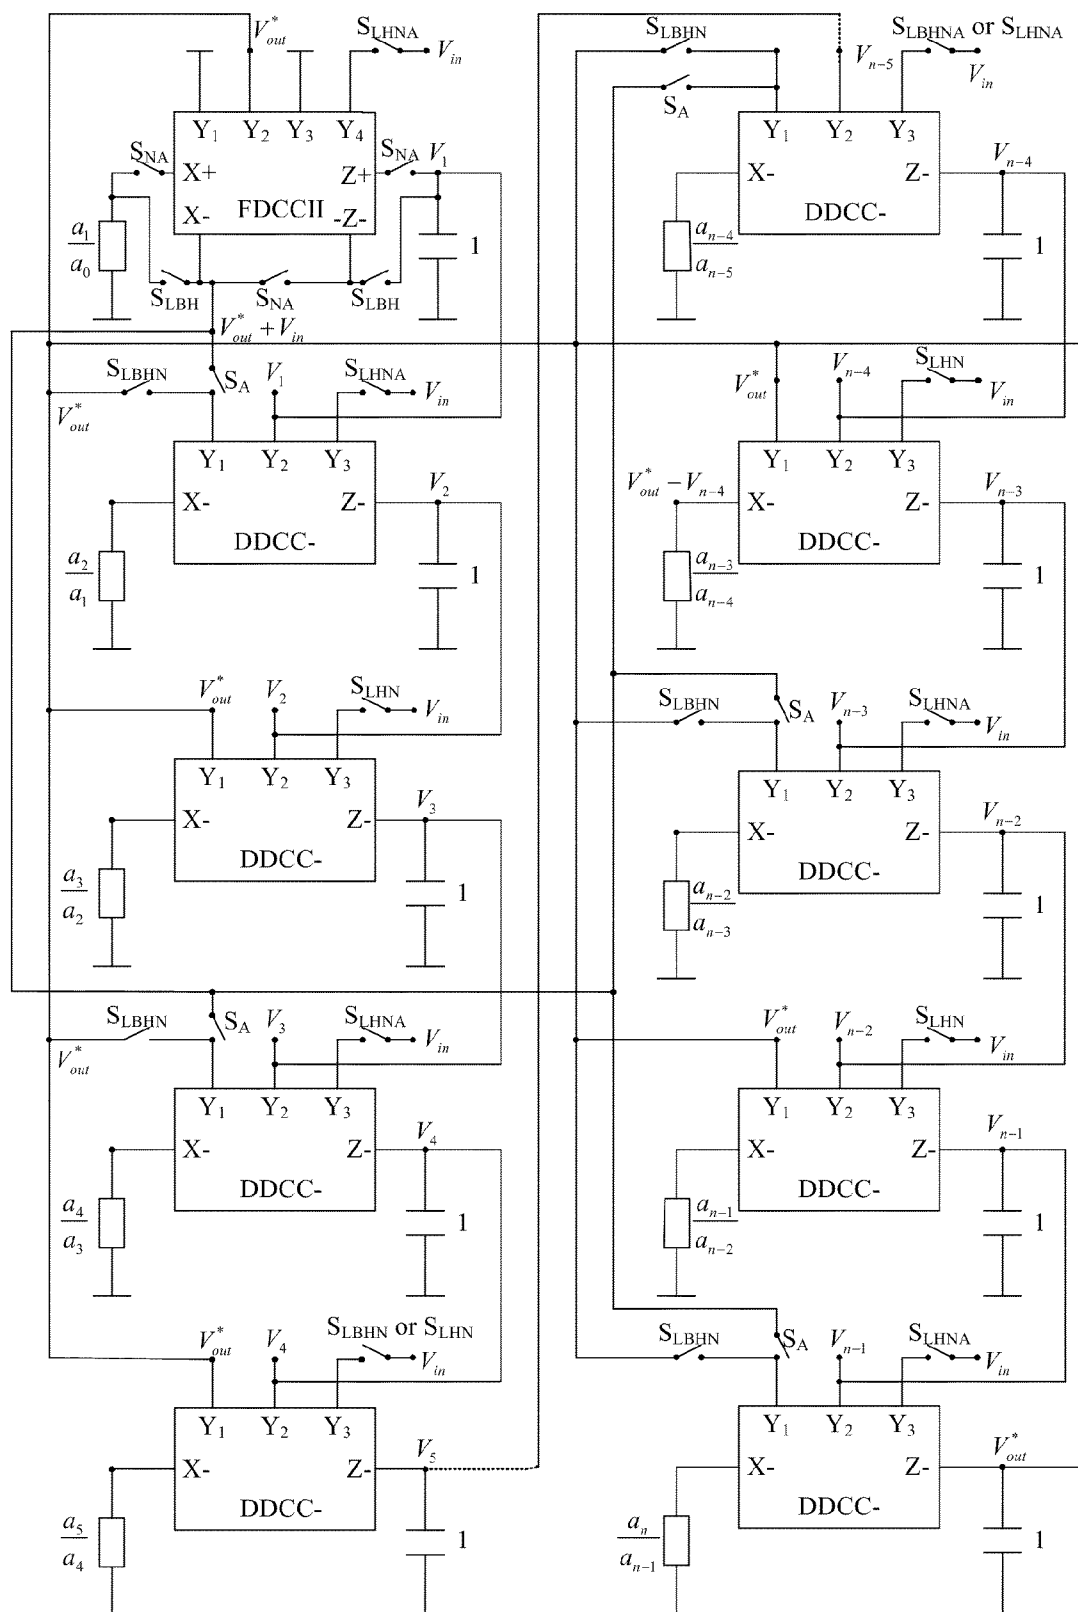 V*out
SLHNA
Vin
Y1 Y2 Y3 Y4
SNA
X+
Z+
SNA
V1
FDCCII
X-
-Z-
a1/a0
1
SLBH
SNA
SLBH
V*out + Vin
SLBHN
SA
V1
SLHNA
Vin
V*out
Y1 Y2 Y3
X-
Z-
V2
DDCC-
a2/a1
1
V*out
V2
SLHN
Vin
Y1 Y2 Y3
X-
Z-
V3
DDCC-
a3/a2
1
SLBHN
SA
V3
SLHNA
Vin
V*out
Y1 Y2 Y3
X-
Z-
V4
DDCC-
a4/a3
1
SLBHN or SLHN
V*out
V4
Vin
Y1 Y2 Y3
X-
Z-
V5
DDCC-
a5/a4
1
SLBHN
SLBHNA or SLHNA
Vn-5
Vin
SA
Y1 Y2 Y3
X-
Z-
Vn-4
DDCC-
an-4/an-5
1
V*out
Vn-4
SLHN
Vin
Y1 Y2 Y3
V*out - Vn-4
X-
Z-
Vn-3
DDCC-
an-3/an-4
1
SLBHN
SA
Vn-3
SLHNA
Vin
Y1 Y2 Y3
X-
Z-
Vn-2
DDCC-
an-2/an-3
1
V*out
Vn-2
SLHN
Vin
Y1 Y2 Y3
X-
Z-
Vn-1
DDCC-
an-1/an-2
1
SLBHN
SA
Vn-1
SLHNA
Vin
Y1 Y2 Y3
X-
Z-
V*out
DDCC-
an/an-1
1